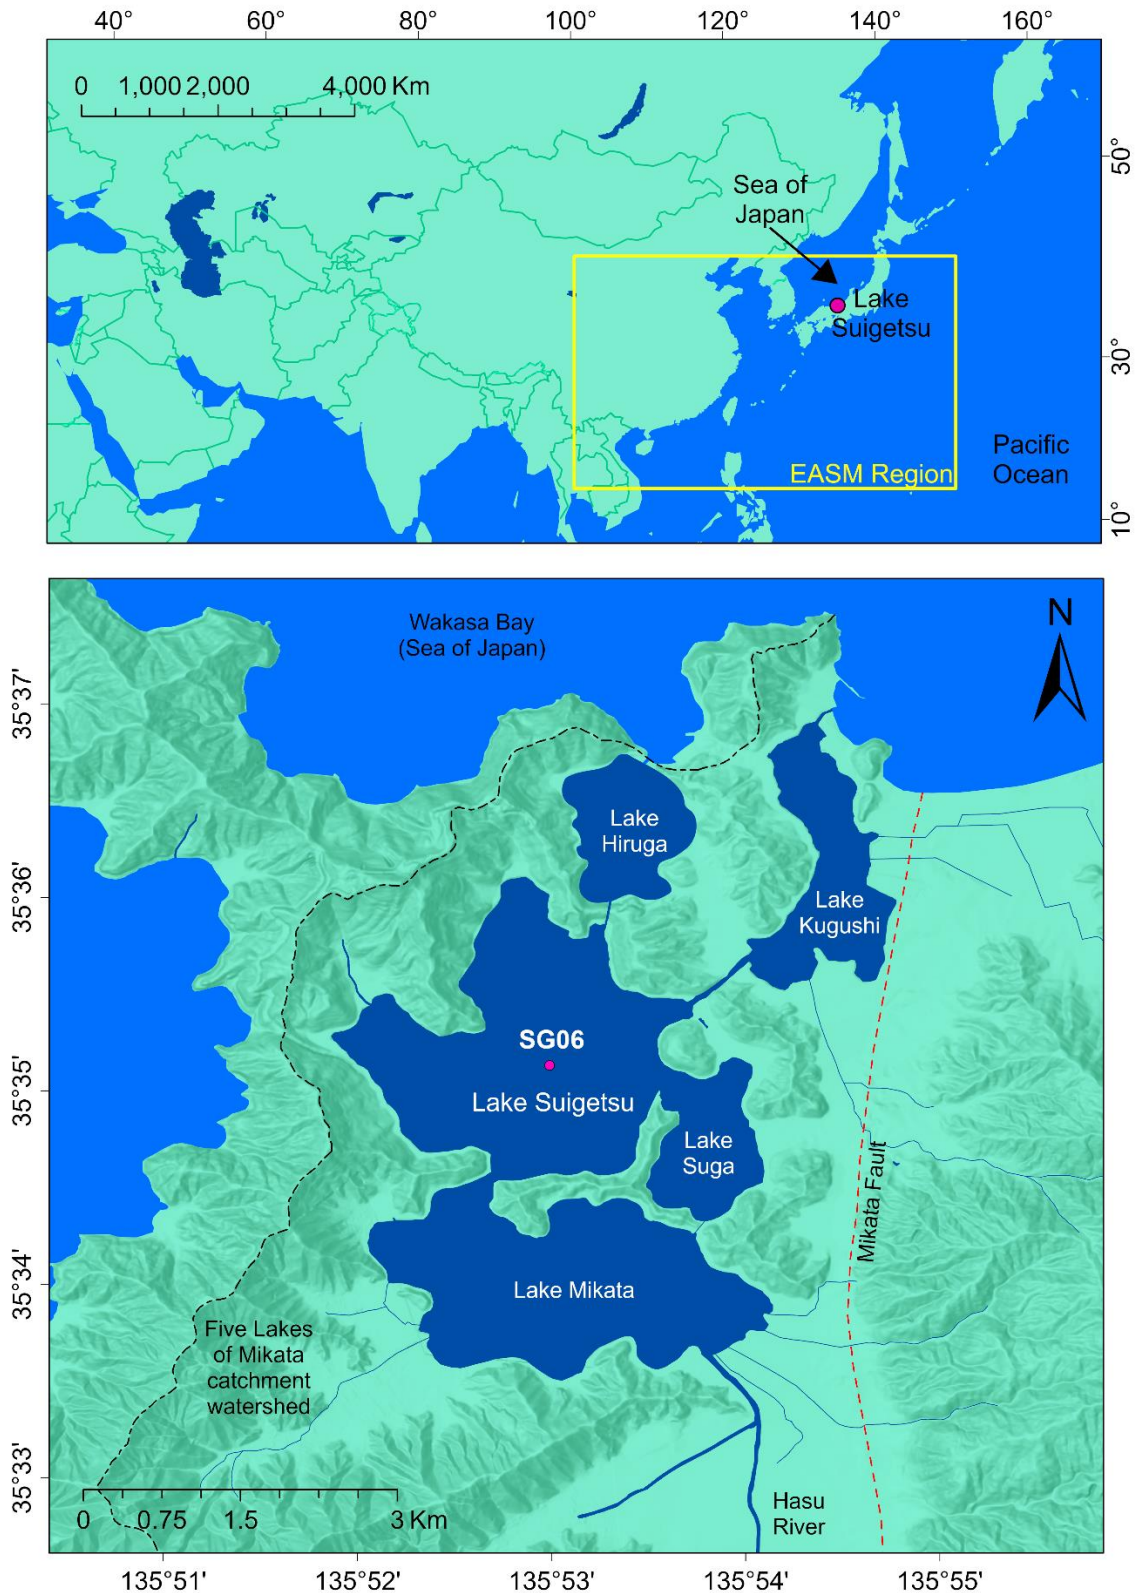 40°
60°
80°
100°
120°
140°
160°
0 1,000 2,000 4,000 Km
50°
30°
10°
Sea of
Japan
Lake
Suigetsu
Pacific
Ocean
EASM Region
Wakasa Bay
(Sea of Japan)
N
35°37'
35°36'
35°35'
35°34'
35°33'
Lake
Hiruga
Lake
Kugushi
SG06
Lake Suigetsu
Lake
Suga
Mikata Fault
Lake Mikata
Five Lakes
of Mikata
catchment
watershed
0 0.75 1.5 3 Km
Hasu
River
135°51'
135°52'
135°53'
135°54'
135°55'